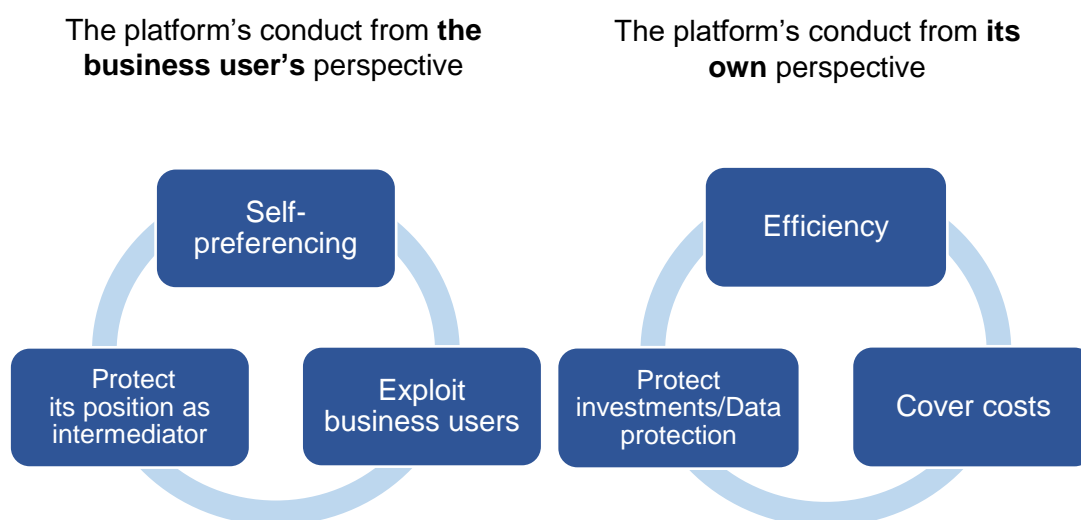 The platform’s conduct from the
business user’s perspective
The platform’s conduct from its
own perspective
Self-
preferencing
Protect
its position as
intermediator
Exploit
business users
Efficiency
Protect
investments/Data
protection
Cover costs